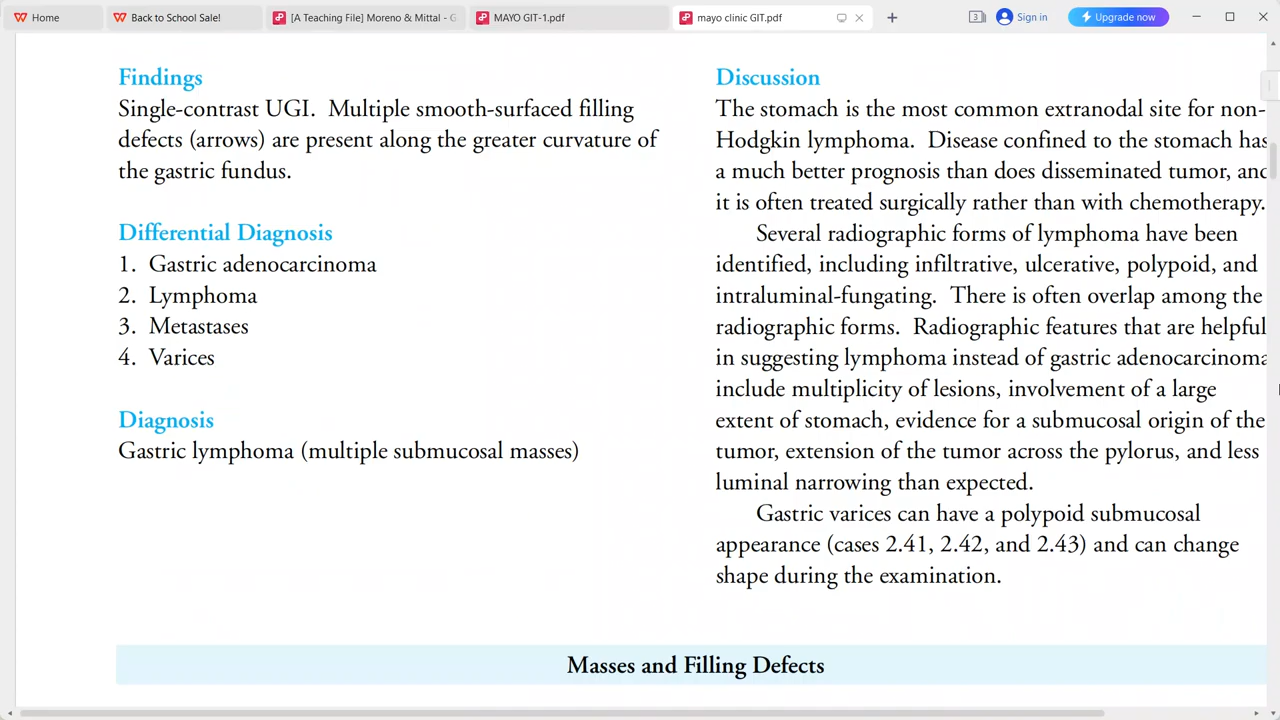 Home
Back to School Sale!
[A Teaching File] Moreno & Mittal - G
MAYO GIT-1.pdf
mayo clinic GIT.pdf
3
Sign in
Upgrade now
Findings
Single-contrast UGI. Multiple smooth-surfaced filling
defects (arrows) are present along the greater curvature of
the gastric fundus.
Differential Diagnosis
1. Gastric adenocarcinoma
2. Lymphoma
3. Metastases
4. Varices
Diagnosis
Gastric lymphoma (multiple submucosal masses)
Discussion
The stomach is the most common extranodal site for non-
Hodgkin lymphoma. Disease confined to the stomach has
a much better prognosis than does disseminated tumor, and
it is often treated surgically rather than with chemotherapy.
Several radiographic forms of lymphoma have been
identified, including infiltrative, ulcerative, polypoid, and
intraluminal-fungating. There is often overlap among the
radiographic forms. Radiographic features that are helpful
in suggesting lymphoma instead of gastric adenocarcinoma
include multiplicity of lesions, involvement of a large
extent of stomach, evidence for a submucosal origin of the
tumor, extension of the tumor across the pylorus, and less
luminal narrowing than expected.
Gastric varices can have a polypoid submucosal
appearance (cases 2.41, 2.42, and 2.43) and can change
shape during the examination.
Masses and Filling Defects